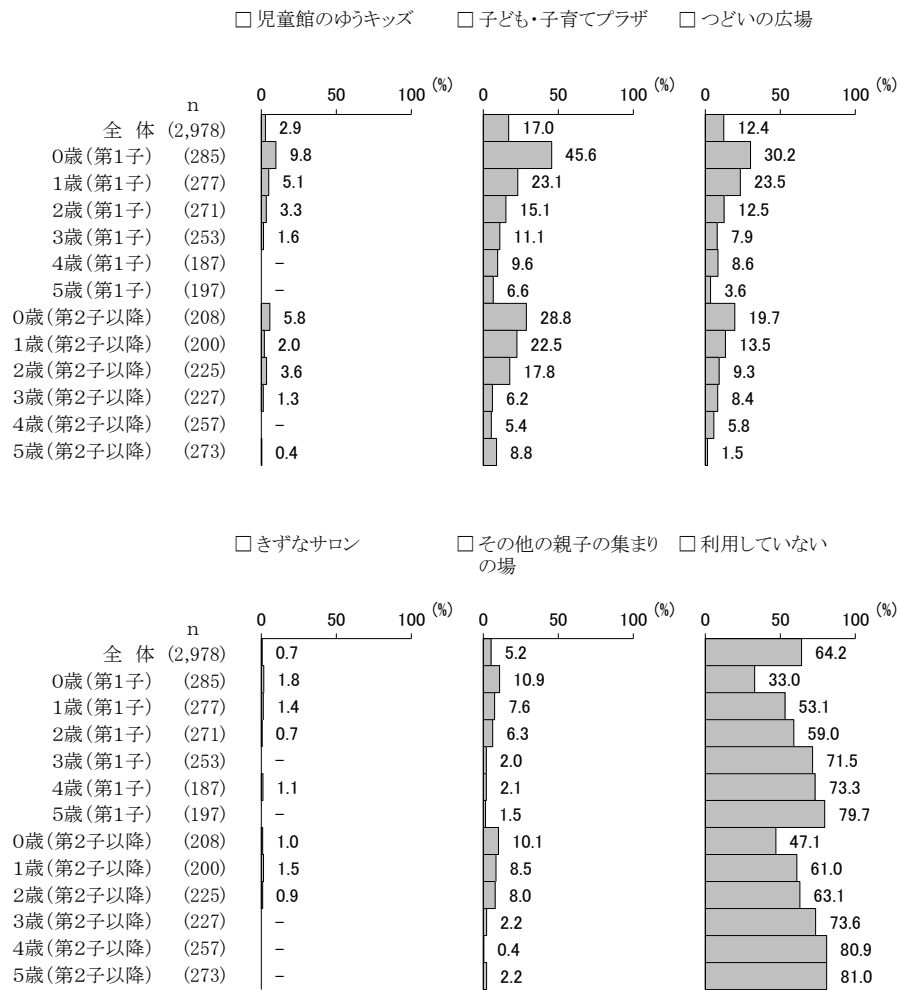 □ 児童館のゆうキッズ □ 子ども・子育てプラザ □ つどいの広場
n 0 50 100 (%) 0 50 100 (%) 0 50 100 (%)
全 体 (2,978) 2.9 17.0 12.4
0歳(第1子) (285) 9.8 45.6 30.2
1歳(第1子) (277) 5.1 23.1 23.5
2歳(第1子) (271) 3.3 15.1 12.5
3歳(第1子) (253) 1.6 11.1 7.9
4歳(第1子) (187) − 9.6 8.6
5歳(第1子) (197) − 6.6 3.6
0歳(第2子以降) (208) 5.8 28.8 19.7
1歳(第2子以降) (200) 2.0 22.5 13.5
2歳(第2子以降) (225) 3.6 17.8 9.3
3歳(第2子以降) (227) 1.3 6.2 8.4
4歳(第2子以降) (257) − 5.4 5.8
5歳(第2子以降) (273) 0.4 8.8 1.5
□ きずなサロン □ その他の親子の集まり □ 利用していない
の場
n 0 50 100 (%) 0 50 100 (%) 0 50 100 (%)
全 体 (2,978) 0.7 5.2 64.2
0歳(第1子) (285) 1.8 10.9 33.0
1歳(第1子) (277) 1.4 7.6 53.1
2歳(第1子) (271) 0.7 6.3 59.0
3歳(第1子) (253) − 2.0 71.5
4歳(第1子) (187) 1.1 2.1 73.3
5歳(第1子) (197) − 1.5 79.7
0歳(第2子以降) (208) 1.0 10.1 47.1
1歳(第2子以降) (200) 1.5 8.5 61.0
2歳(第2子以降) (225) 0.9 8.0 63.1
3歳(第2子以降) (227) − 2.2 73.6
4歳(第2子以降) (257) − 0.4 80.9
5歳(第2子以降) (273) − 2.2 81.0